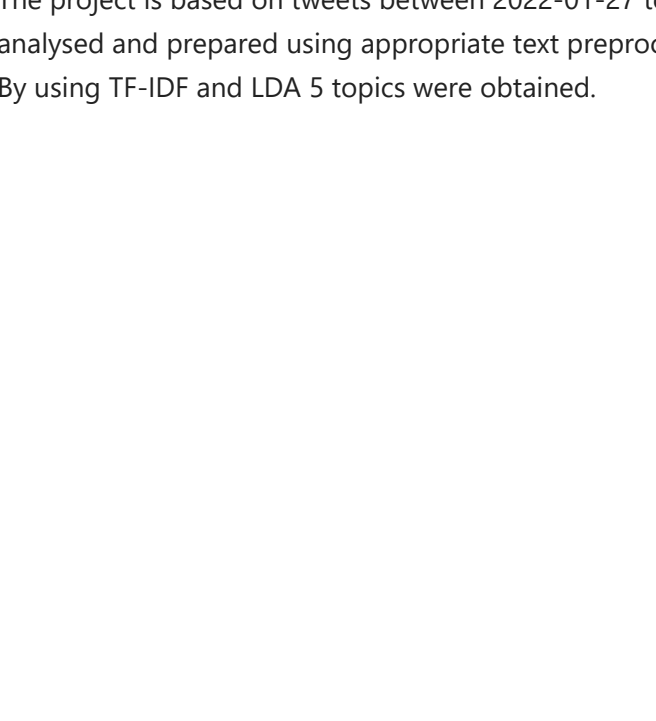 The project is based on tweets between 2022-01-27
analysed and prepared using appropriate text
By using TF-IDF and LDA 5 topics were obtained.